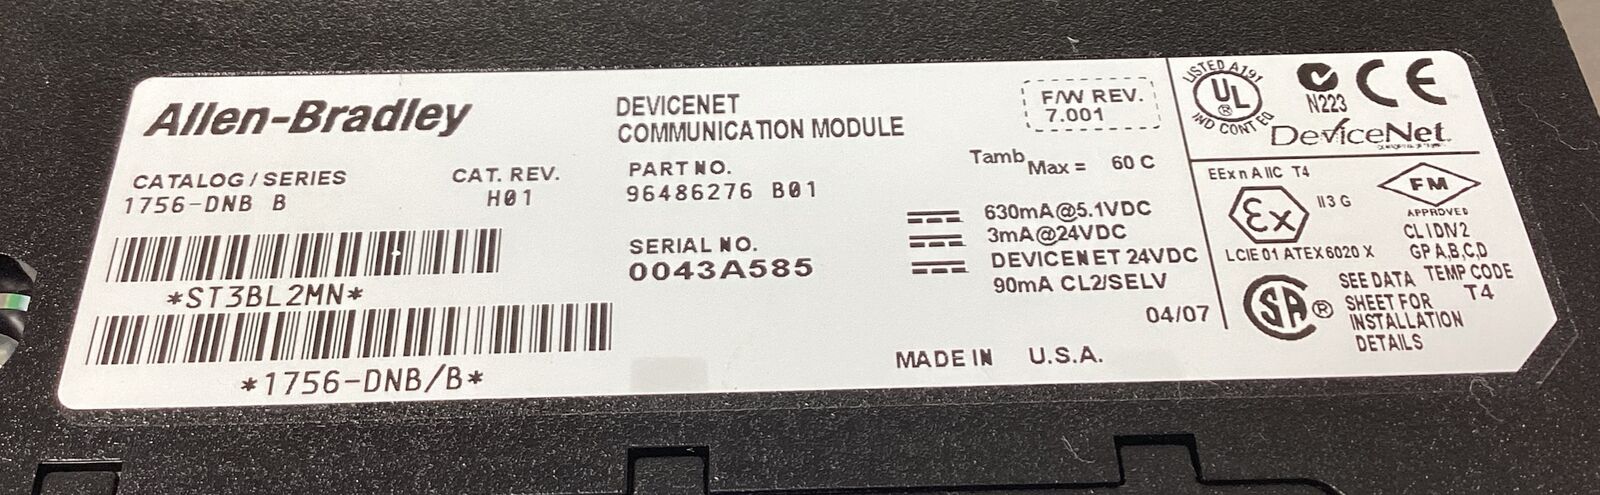 Allen-Bradley
CATALOG / SERIES
1756-DNB B
CAT. REV.
H01
*ST3BL2MN*
*1756-DNB/B*
DEVICENET
COMMUNICATION MODULE
PART NO.
96486276 B01
SERIAL NO.
0043A585
F/W REV.
7.001
Tamb Max = 60 C
630mA@5.1VDC
3mA@24VDC
DEVICENET 24VDC
90mA CL2/SELV
04/07
MADE IN U.S.A.
LISTED A191
UL
®
IND CONT EQ
N223
CE
DeviceNet
EEx n A IIC T4
Ex
II 3 G
LCIE 01 ATEX 6020 X
FM
APPROVED
CL I DIV 2
GP A,B,C,D
TEMP CODE
T4
SA ®
SEE DATA
SHEET FOR
INSTALLATION
DETAILS